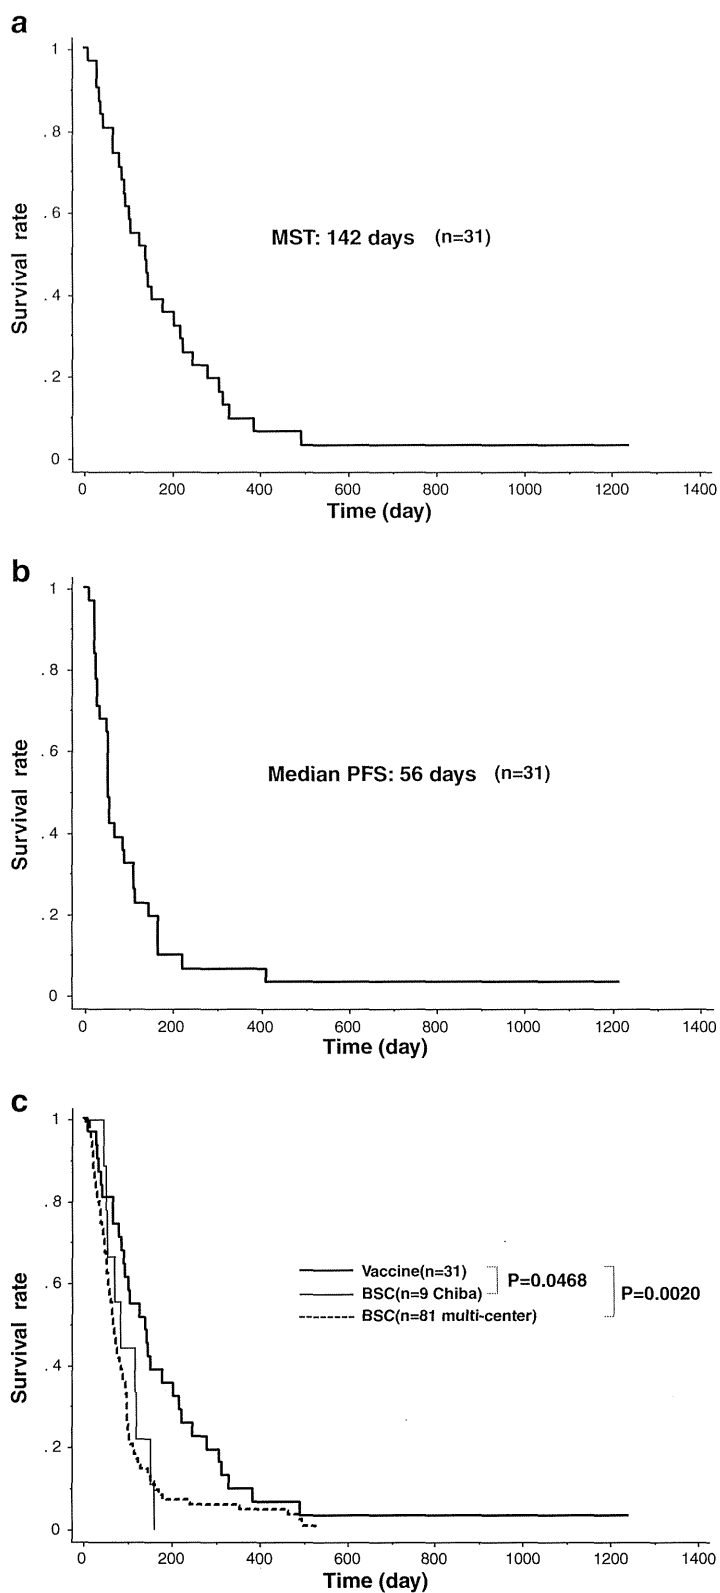 a
1
. 8
. 6
. 4
. 2
0
Survival rate
MST: 142 days (n=31)
0 200 400 600 800 1000 1200 1400
Time (day)
b
1
. 8
. 6
. 4
. 2
0
Survival rate
Median PFS: 56 days (n=31)
0 200 400 600 800 1000 1200 1400
Time (day)
c
1
. 8
. 6
. 4
. 2
0
Survival rate
Vaccine(n=31)
BSC(n=9 Chiba)
BSC(n=81 multi-center)
P=0.0468
P=0.0020
0 200 400 600 800 1000 1200 1400
Time (day)